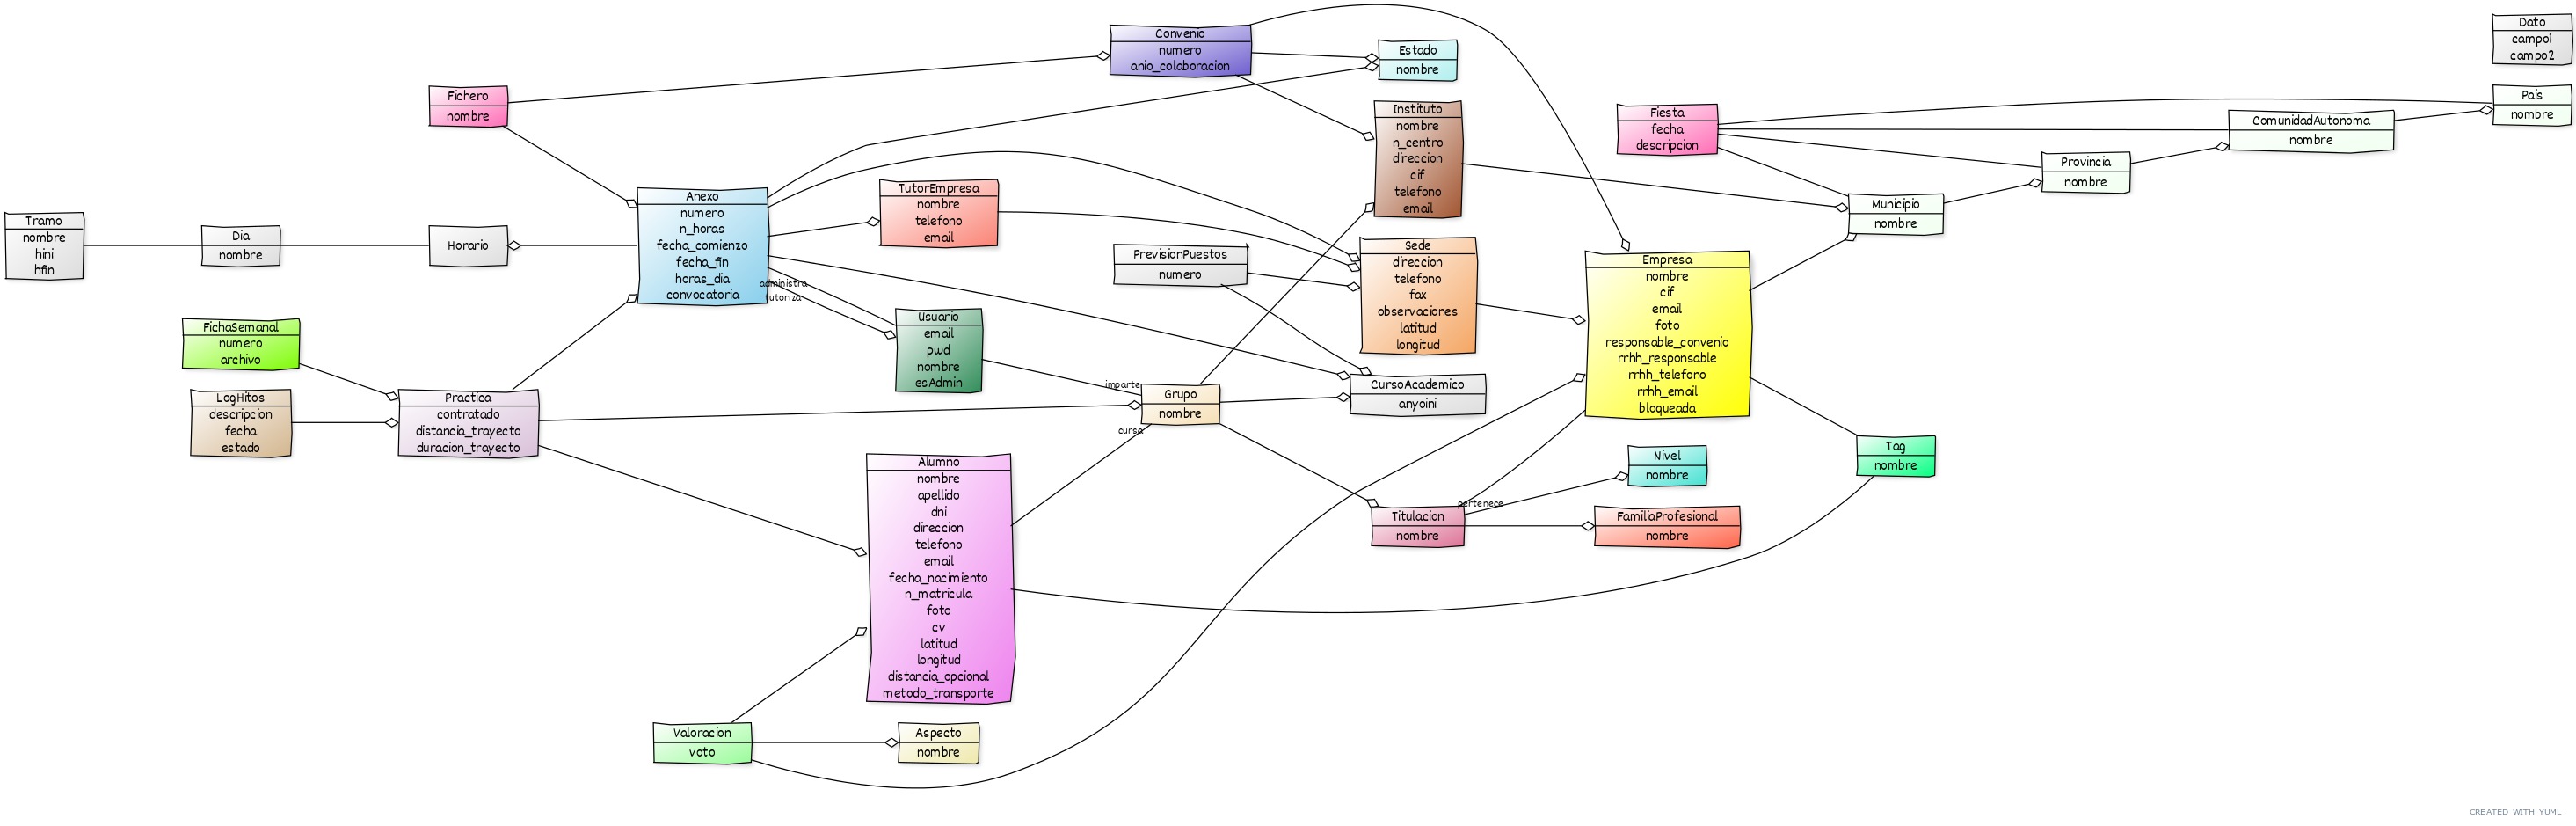 Convenio
numero
anio_colaboracion
Estado
nombre
Dato
campo1
campo2
Fichero
nombre
Instituto
nombre
n_centro
direccion
cif
telefono
email
Fiesta
fecha
descripcion
Pais
nombre
ComunidadAutonoma
nombre
Provincia
nombre
Municipio
nombre
Tramo
nombre
hini
hfin
Dia
nombre
Horario
Anexo
numero
n_horas
fecha_comienzo
fecha_fin
horas_dia
convocatoria
administra
tutoriza
TutorEmpresa
nombre
telefono
email
PrevisionPuestos
numero
Sede
direccion
telefono
fax
observaciones
latitud
longitud
Empresa
nombre
cif
email
foto
responsable_convenio
rrhh_responsable
rrhh_telefono
rrhh_email
bloqueada
FichaSemanal
numero
archivo
Usuario
email
pwd
nombre
esAdmin
LogHitos
descripcion
fecha
estado
Practica
contratado
distancia_trayecto
duracion_trayecto
imparte
Grupo
nombre
cursa
CursoAcademico
anyoini
Nivel
nombre
Tag
nombre
pertenece
Titulacion
nombre
FamiliaProfesional
nombre
Alumno
nombre
apellido
dni
direccion
telefono
email
fecha_nacimiento
n_matricula
foto
cv
latitud
longitud
distancia_opcional
metodo_transporte
Valoracion
voto
Aspecto
nombre
CREATED WITH YUML